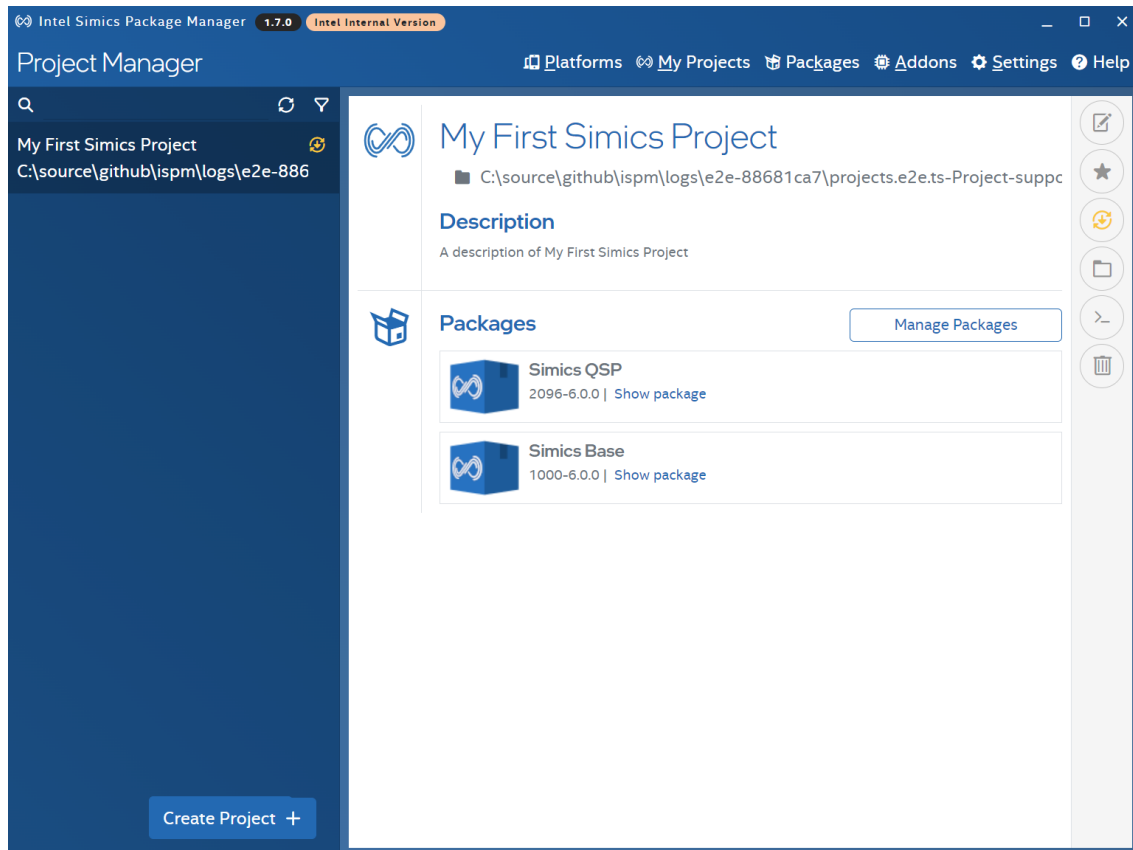 Intel Simics Package Manager 1.7.0 Intel Internal Version
Project Manager
Platforms My Projects Packages Addons Settings Help
My First Simics Project
C:\source\github\ispm\logs\e2e-886
My First Simics Project
C:\source\github\ispm\logs\e2e-88681ca7\projects.e2e.ts-Project-suppo
Description
A description of My First Simics Project
Packages
Manage Packages
Simics QSP
2096-6.0.0 | Show package
Simics Base
1000-6.0.0 | Show package
Create Project +